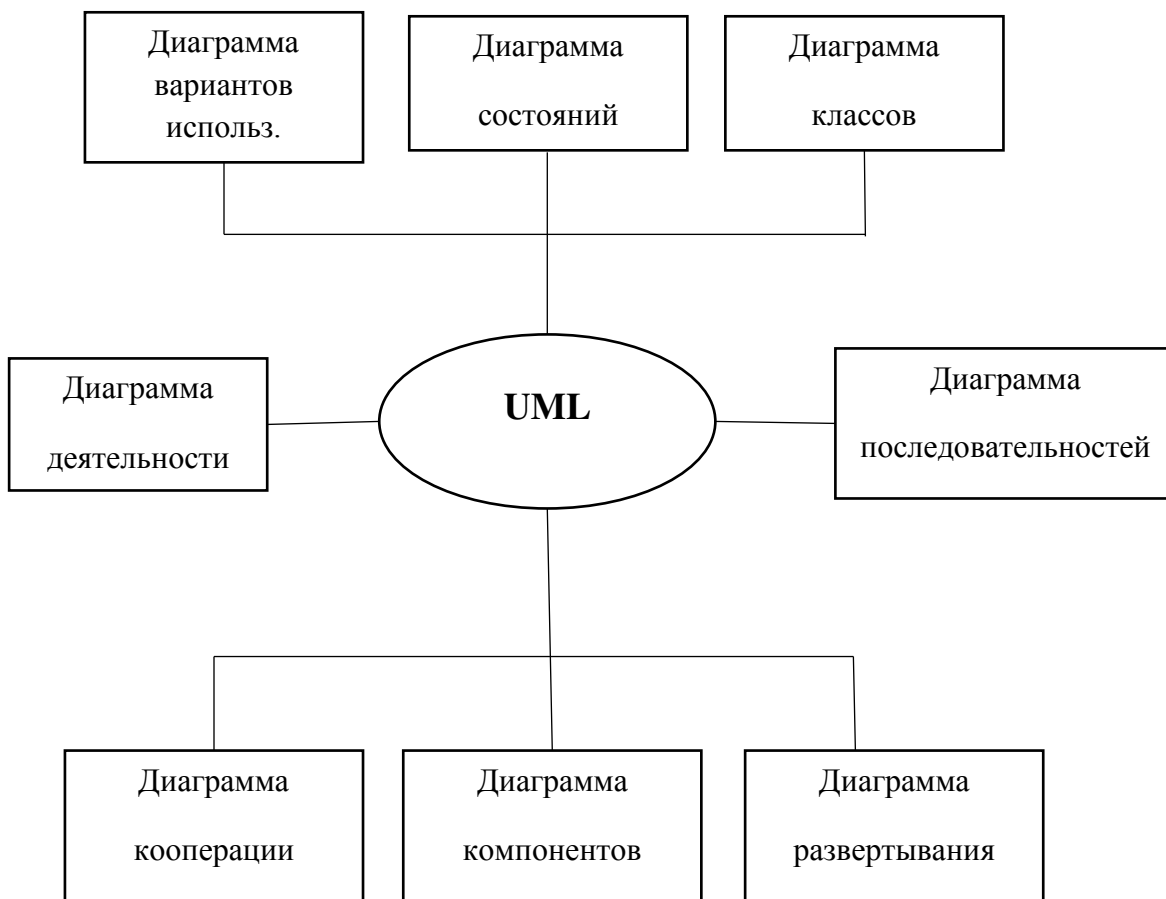 Диаграмма
вариантов
использ.
Диаграмма
состояний
Диаграмма
классов
Диаграмма
деятельности
UML
Диаграмма
последовательностей
Диаграмма
кооперации
Диаграмма
компонентов
Диаграмма
развертывания